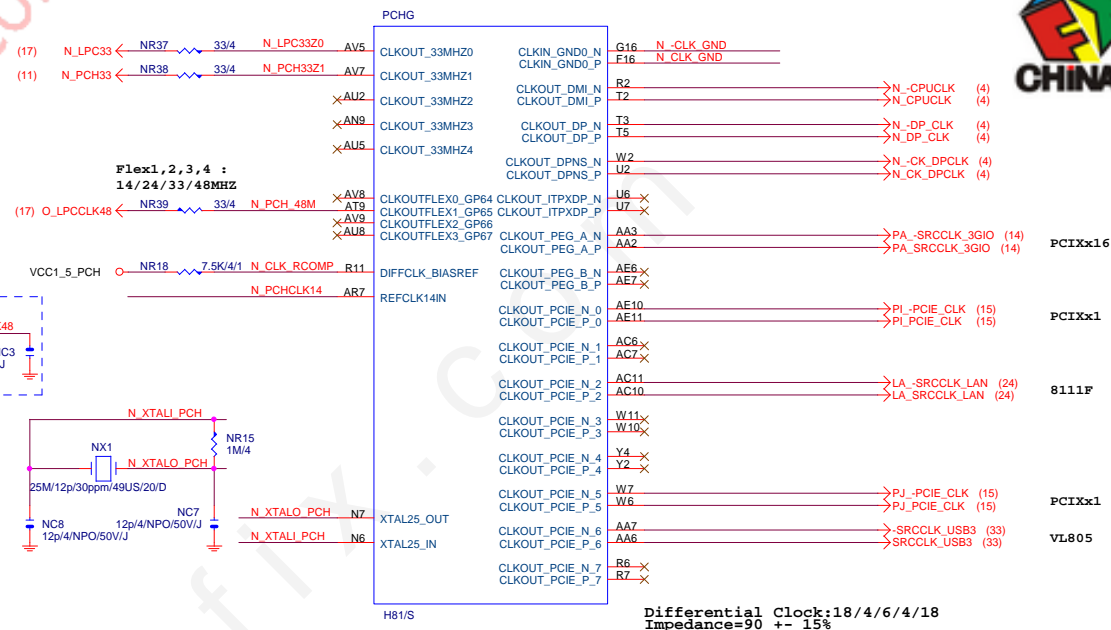 PCHG
(17) N_LPC33 NR37 33/4 N_LPC33Z0 AV5 CLKOUT_33MHZ0
(11) N_PCH33 NR38 33/4 N_PCH33Z1 AV7 CLKOUT_33MHZ1
AU2 CLKOUT_33MHZ2
AN9 CLKOUT_33MHZ3
AU5 CLKOUT_33MHZ4
Flex1,2,3,4 :
14/24/33/48MHZ
AV8 CLKOUTFLEX0_GP64
(17) O_LPCCLK48 NR39 33/4 N_PCH_48M AT9 CLKOUTFLEX1_GP65
AV9 CLKOUTFLEX2_GP66
AU8 CLKOUTFLEX3_GP67
VCC1_5_PCH NR18 7.5K/4/1 N_CLK_RCOMP R11 DIFFCLK_BIASREF
N_PCHCLK14 AR7 REFCLK14IN
N_XTALI_PCH
NR15
1M/4
NX1
N_XTALO_PCH
25M/12p/30ppm/49US/20/D
NC8
12p/4/NPO/50V/J
NC7
12p/4/NPO/50V/J
N_XTALO_PCH N7 XTAL25_OUT
N_XTALI_PCH N6 XTAL25_IN
CLKIN_GND0_N G16 N_-CLK_GND
CLKIN_GND0_P F16 N_CLK_GND
CLKOUT_DMI_N R2 N_-CPUCLK (4)
CLKOUT_DMI_P T2 N_CPUCLK (4)
CLKOUT_DP_N T3 N_-DP_CLK (4)
CLKOUT_DP_P T5 N_DP_CLK (4)
CLKOUT_DPNS_N W2 N_-CK_DPCLK (4)
CLKOUT_DPNS_P U2 N_CK_DPCLK (4)
CLKOUT_ITPXDP_N U6
CLKOUT_ITPXDP_P U7
CLKOUT_PEG_A_N AA3 PA_-SRCCLK_3GIO (14)
CLKOUT_PEG_A_P AA2 PA_SRCCLK_3GIO (14)
PCIXx16
CLKOUT_PEG_B_N AE6
CLKOUT_PEG_B_P AE7
CLKOUT_PCIE_N_0 AE10 PI_-PCIE_CLK (15)
CLKOUT_PCIE_P_0 AE11 PI_PCIE_CLK (15)
PCIXx1
CLKOUT_PCIE_N_1 AC6
CLKOUT_PCIE_P_1 AC7
CLKOUT_PCIE_N_2 AC11 LA_-SRCCLK_LAN (24)
CLKOUT_PCIE_P_2 AC10 LA_SRCCLK_LAN (24)
8111F
CLKOUT_PCIE_N_3 W11
CLKOUT_PCIE_P_3 W10
CLKOUT_PCIE_N_4 Y4
CLKOUT_PCIE_P_4 Y2
CLKOUT_PCIE_N_5 W7 PJ_-PCIE_CLK (15)
CLKOUT_PCIE_P_5 W6 PJ_PCIE_CLK (15)
PCIXx1
CLKOUT_PCIE_N_6 AA7 -SRCCLK_USB3 (33)
CLKOUT_PCIE_P_6 AA6 SRCCLK_USB3 (33)
VL805
CLKOUT_PCIE_N_7 R6
CLKOUT_PCIE_P_7 R7
H81/S
Differential Clock:18/4/6/4/18
Impedance=90 +- 15%
fix.com